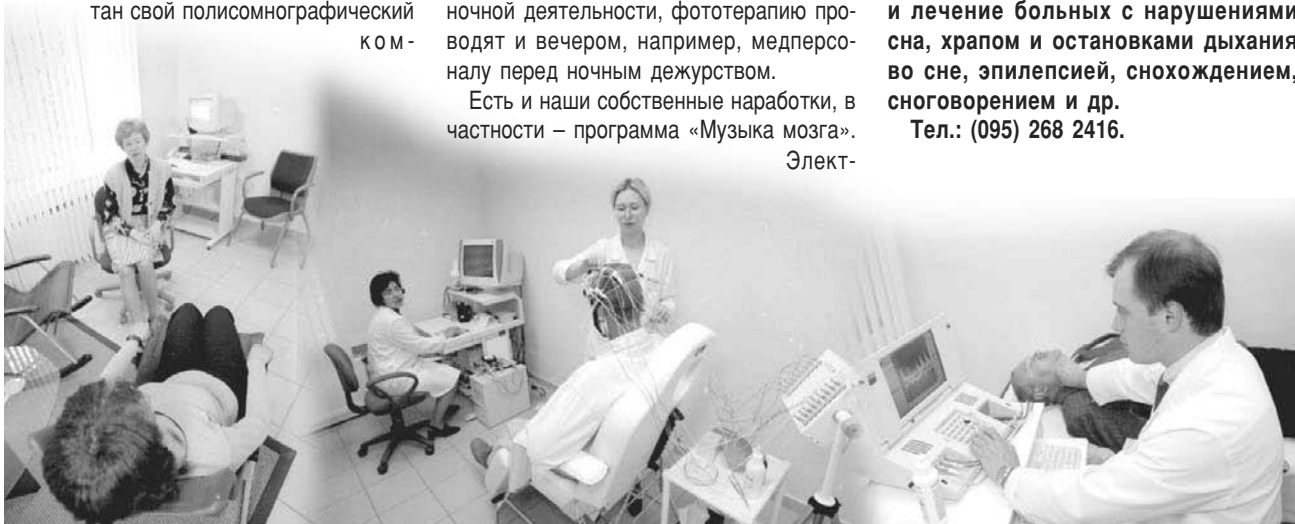 тан свой полисомнографический
ком-
ночной деятельности, фототерапию про-
водят и вечером, например, медперсо-
налу перед ночным дежурством.
Есть и наши собственные наработки, в
частности – программа «Музыка мозга».
Элект-
и лечение больных с нарушениями
сна, храпом и остановками дыхания
во сне, эпилепсией, снохождением,
сноговорением и др.
Тел.: (095) 268 2416.